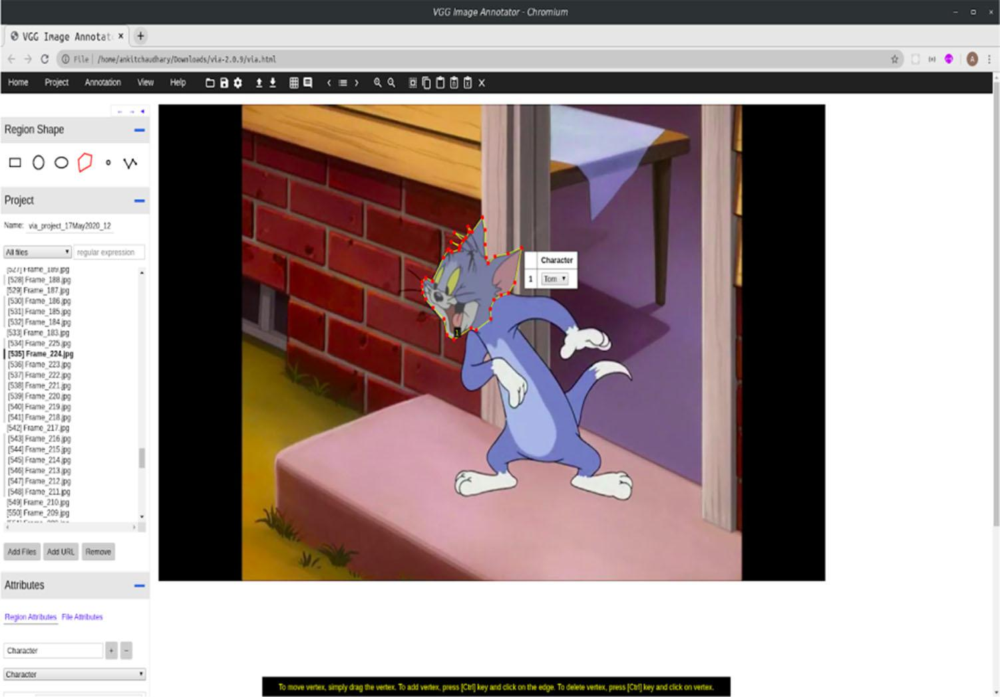 VGG Image Annotator - Chromium
VGG Image Annotat
File /home/ankitchaudhary/Downloads/via-2.0.9/via.html
A
Home Project Annotation View Help
Region Shape
Project
Name: via_project_17May2020_12
All files regular expression
[527] Frame_189.jpg
[528] Frame_188.jpg
[529] Frame_187.jpg
[530] Frame_186.jpg
[531] Frame_185.jpg
[532] Frame_184.jpg
[533] Frame_183.jpg
[534] Frame_225.jpg
[535] Frame_224.jpg
[536] Frame_223.jpg
[537] Frame_222.jpg
[538] Frame_221.jpg
[539] Frame_220.jpg
[540] Frame_219.jpg
[541] Frame_218.jpg
[542] Frame_217.jpg
[543] Frame_216.jpg
[544] Frame_215.jpg
[545] Frame_214.jpg
[546] Frame_213.jpg
[547] Frame_212.jpg
[548] Frame_211.jpg
[549] Frame_210.jpg
[550] Frame_209.jpg
Add Files Add URL Remove
Attributes
Region Attributes File Attributes
Character + -
Character
Character
1 Tom
1
To move vertex, simply drag the vertex. To add vertex, press [Ctrl] key and click on the edge. To delete vertex, press [Ctrl] key and click on vertex.